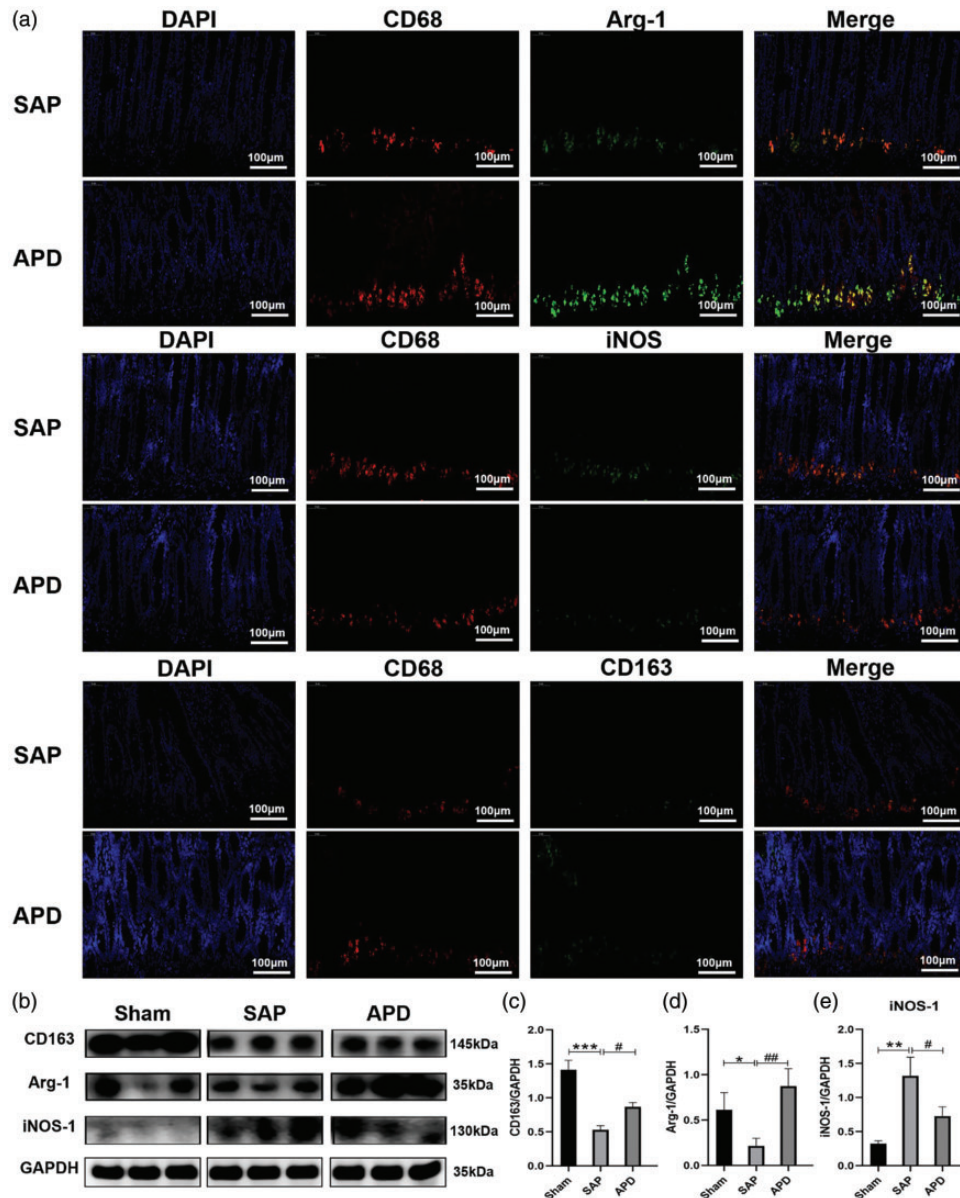 (a)
DAPI CD68 Arg-1 Merge
SAP
100μm 100μm 100μm 100μm
APD
100μm 100μm 100μm 100μm
DAPI CD68 iNOS Merge
SAP
100μm 100μm 100μm 100μm
APD
100μm 100μm 100μm 100μm
DAPI CD68 CD163 Merge
SAP
100μm 100μm 100μm 100μm
APD
100μm 100μm 100μm 100μm
(b)
Sham SAP APD
CD163 145kDa
Arg-1 35kDa
iNOS-1 130kDa
GAPDH 35kDa
(c)
CD163/GAPDH
2.0
1.5
1.0
0.5
0.0
*** #
Sham SAP APD
(d)
Arg-1/GAPDH
2.0
1.5
1.0
0.5
0.0
* ##
Sham SAP APD
(e)
iNOS-1
iNOS-1/GAPDH
2.0
1.5
1.0
0.5
0.0
** #
Sham SAP APD